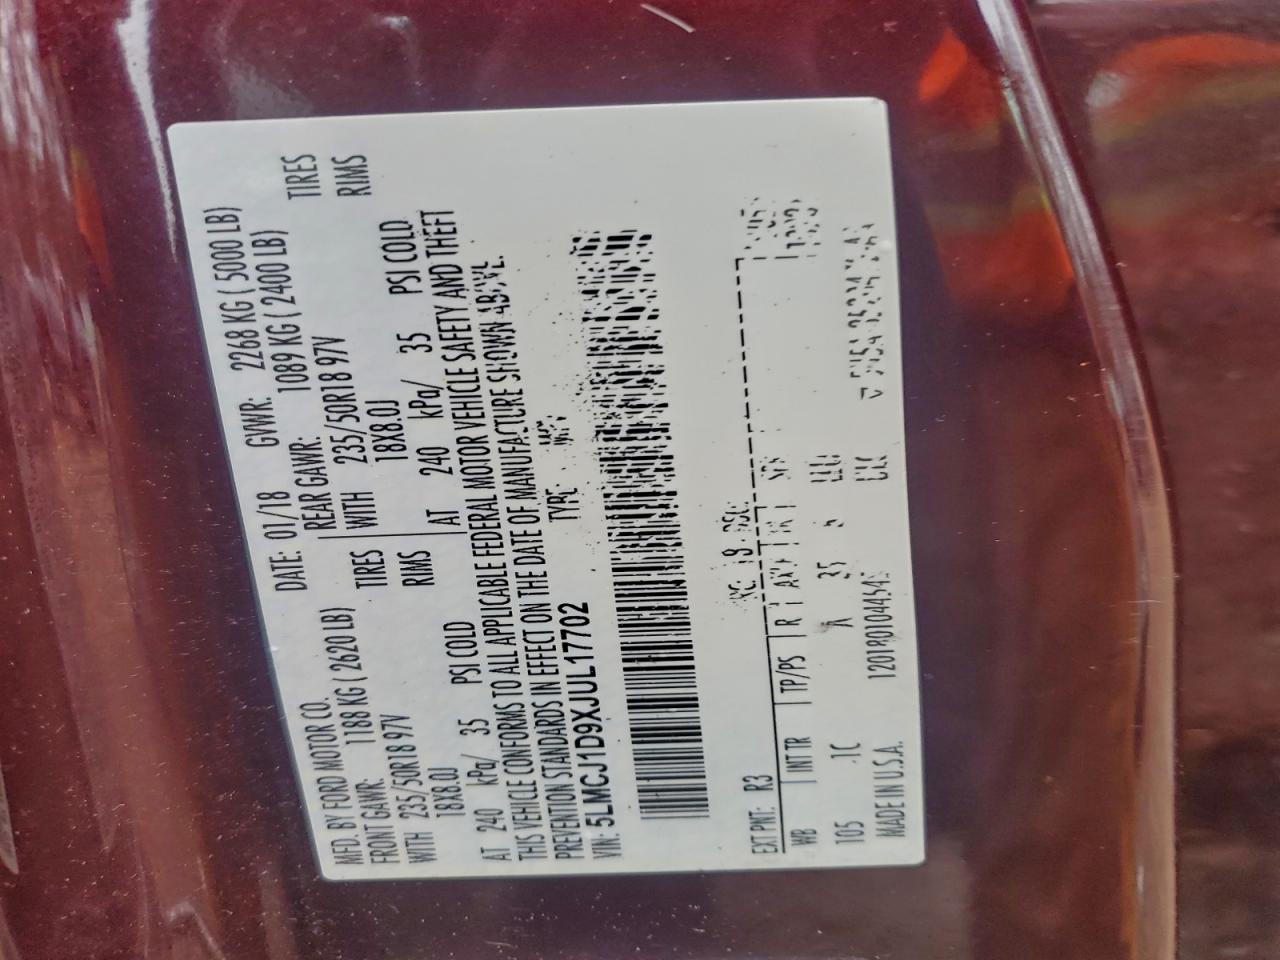 MFD. BY FORD MOTOR CO.
DATE: 01/18 GVWR: 2268 KG ( 5000 LB)
FRONT GAWR: 1188 KG ( 2620 LB) REAR GAWR: 1089 KG ( 2400 LB)
WITH 235/50R18 97V TIRES WITH 235/50R18 97V TIRES
18X8.0J RIMS 18X8.0J RIMS
AT 240 kPa/ 35 PSI COLD AT 240 kPa/ 35 PSI COLD
THIS VEHICLE CONFORMS TO ALL APPLICABLE FEDERAL MOTOR VEHICLE SAFETY AND THEFT
PREVENTION STANDARDS IN EFFECT ON THE DATE OF MANUFACTURE SHOWN ABOVE.
VIN: 5LMCJ1D9XJUL17702 TYPE:
EXT PNT: R3
WB INT TR TP/PS R
105 A 35
MADE IN U.S.A.